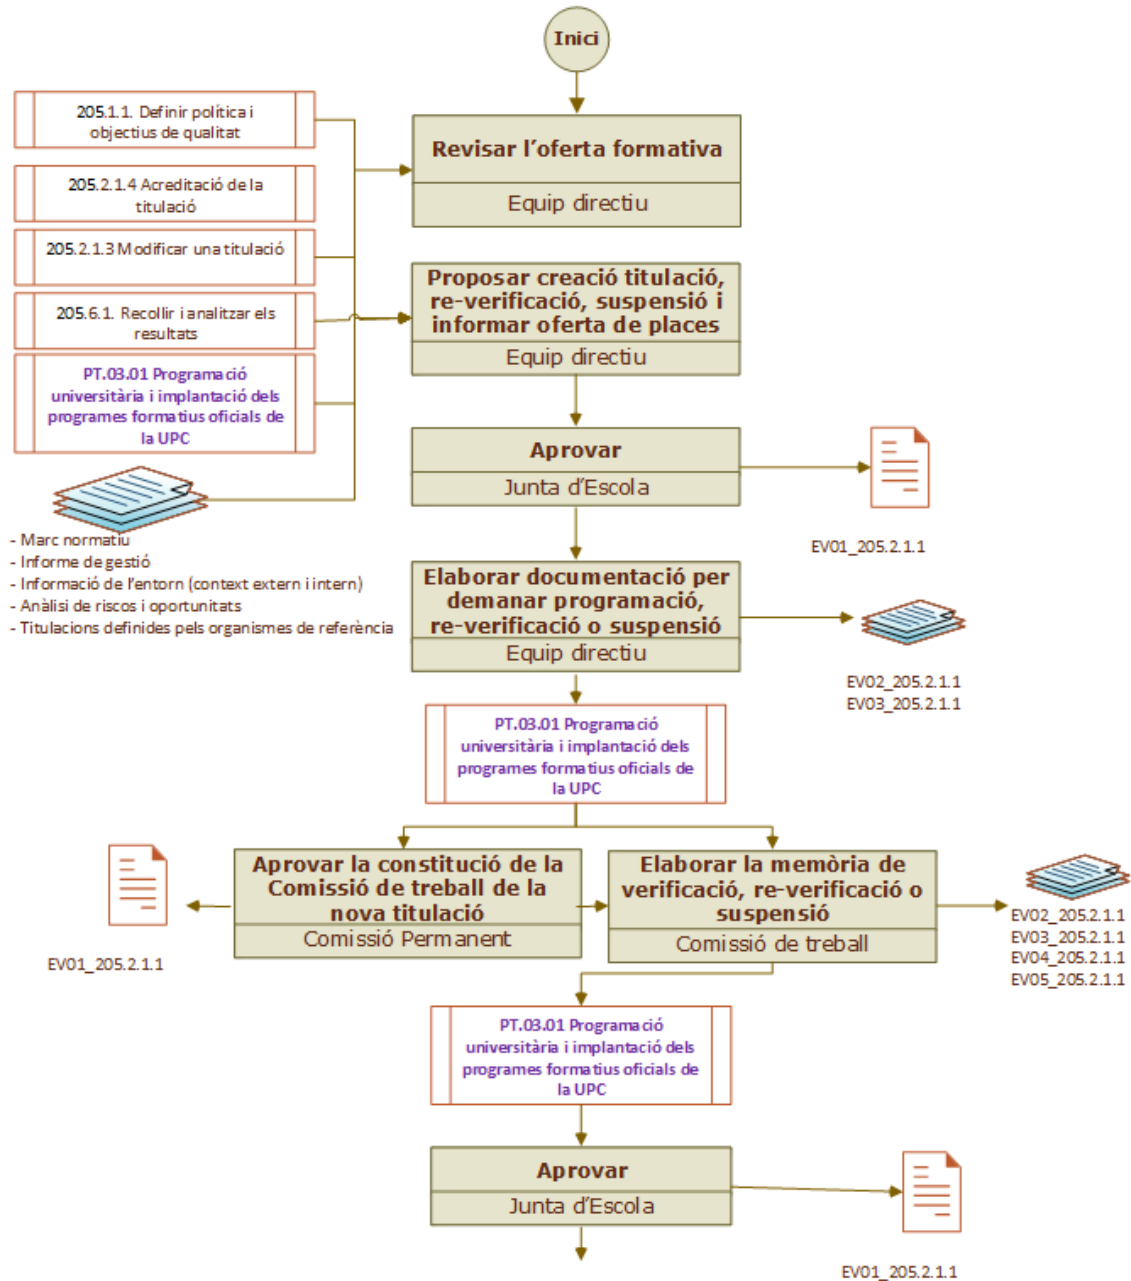 Inici
205.1.1. Definir política i
objectius de qualitat
205.2.1.4 Acreditació de la
titulació
205.2.1.3 Modificar una titulació
205.6.1. Recollir i analitzar els
resultats
PT.03.01 Programació
universitària i implantació dels
programes formatius oficials de
la UPC
- Marc normatiu
- Informe de gestió
- Informació de l'entorn (context extern i intern)
- Anàlisi de riscos i oportunitats
- Titulacions definides pels organismes de referència
Revisar l'oferta formativa
Equip directiu
Proposar creació titulació,
re-verificació, suspensió i
informar oferta de places
Equip directiu
Aprovar
Junta d'Escola
EV01_205.2.1.1
Elaborar documentació per
demanar programació,
re-verificació o suspensió
Equip directiu
EV02_205.2.1.1
EV03_205.2.1.1
PT.03.01 Programació
universitària i implantació dels
programes formatius oficials de
la UPC
Aprovar la constitució de la
Comissió de treball de la
nova titulació
Comissió Permanent
EV01_205.2.1.1
Elaborar la memòria de
verificació, re-verificació o
suspensió
Comissió de treball
EV02_205.2.1.1
EV03_205.2.1.1
EV04_205.2.1.1
EV05_205.2.1.1
PT.03.01 Programació
universitària i implantació dels
programes formatius oficials de
la UPC
Aprovar
Junta d'Escola
EV01_205.2.1.1